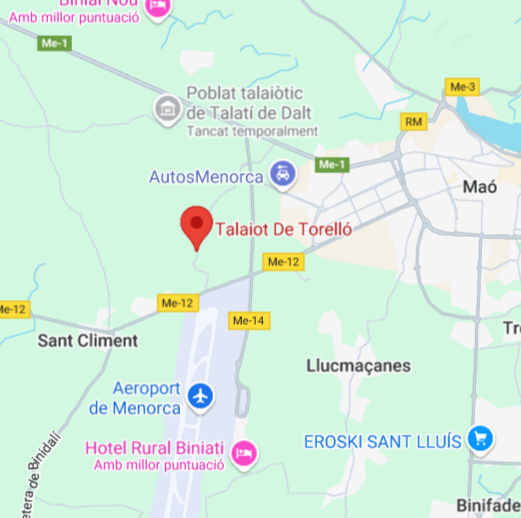 Binial Nou
Amb millor puntuació
Me-1
Me-3
Poblat talaiòtic
de Talatí de Dalt
Tancat temporalment
RM
Me-1
AutosMenorca
Maó
Talaiot De Torelló
Me-12
Me-12
Me-12
Me-14
Sant Climent
Llucmaçanes
Aeroport
de Menorca
EROSKI SANT LLUÍS
Hotel Rural Biniati
Amb millor puntuació
etera de Binidalí
Binifade